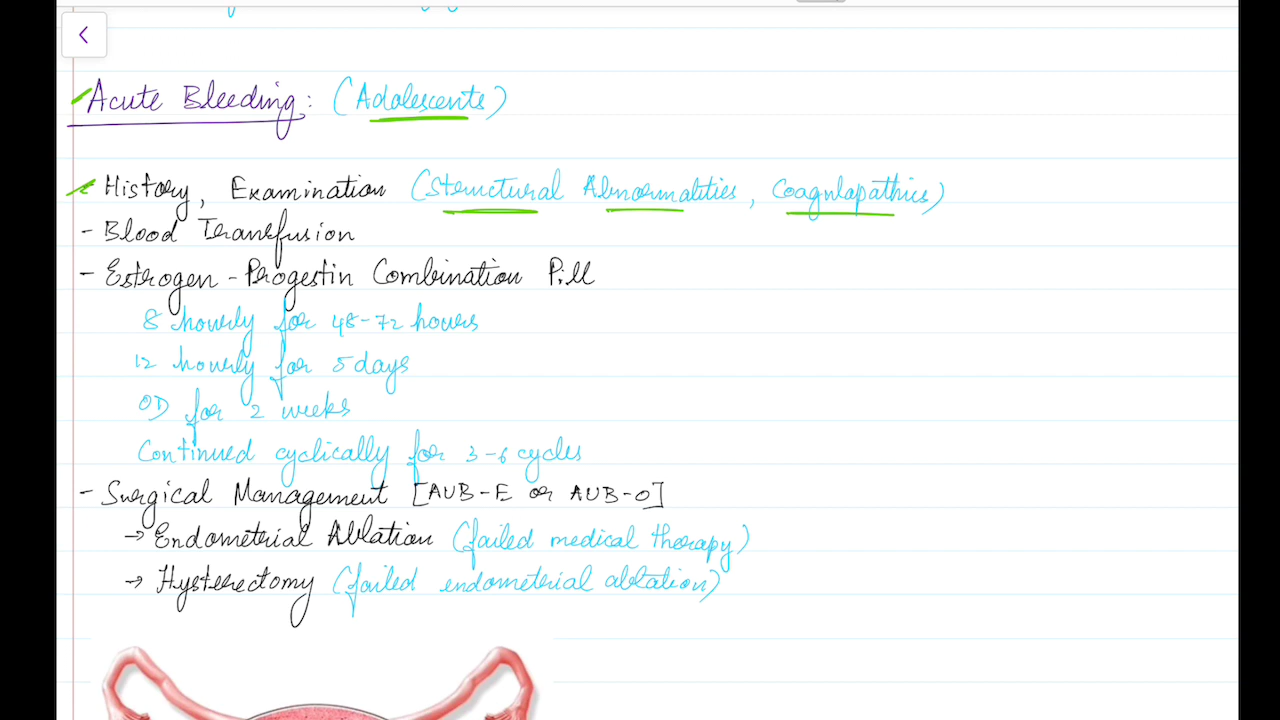 Acute Bleeding: (Adolescents)
History, Examination (Structural Abnormalities, Coagulapathies)
- Blood Transfusion
- Estrogen-Progestin Combination Pill
8 hourly for 48-72 hours
12 hourly for 5 days
OD for 2 weeks
Continued cyclically for 3-6 cycles
- Surgical Management [AUB-E or AUB-O]
→ Endometrial Ablation (failed medical therapy)
→ Hysterectomy (failed endometrial ablation)